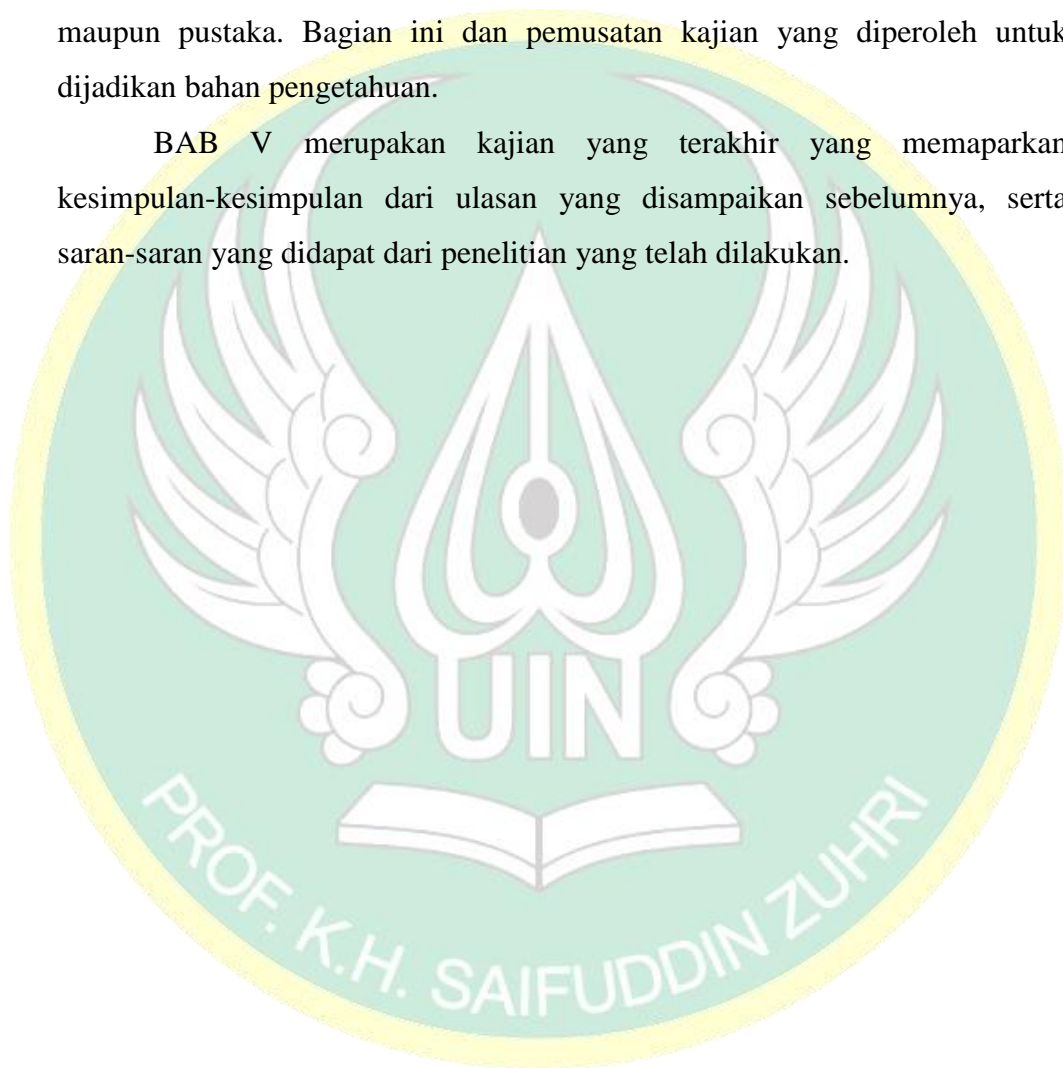 maupun pustaka. Bagian ini dan pemusatan kajian yang diperoleh untuk
dijadikan bahan pengetahuan.
BAB V merupakan kajian yang terakhir yang memaparkan
kesimpulan-kesimpulan dari ulasan yang disampaikan sebelumnya, serta
saran-saran yang didapat dari penelitian yang telah dilakukan.
UIN
PROF. K.H. SAIFUDDIN ZUHRI